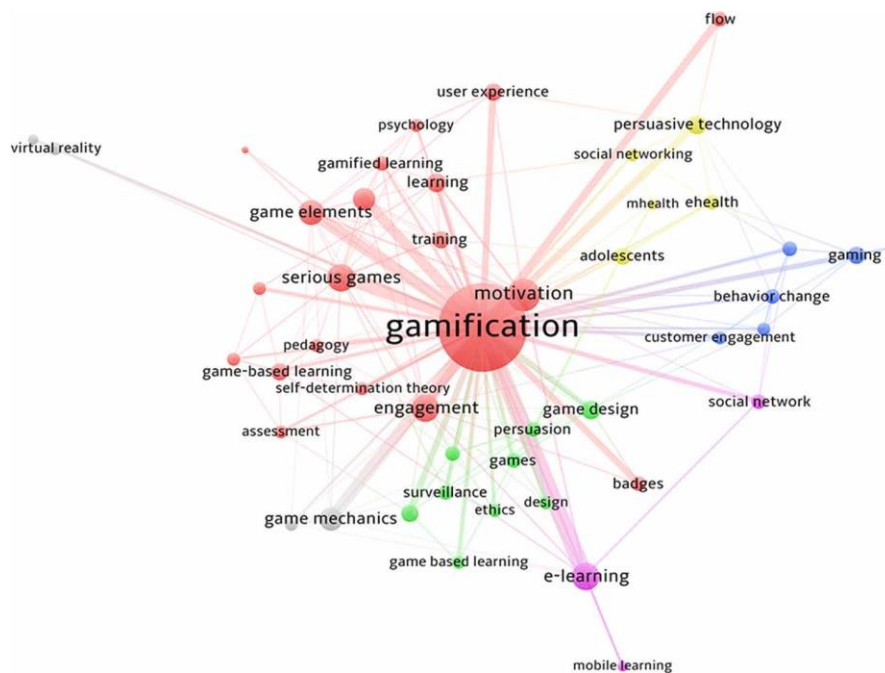 flow
user experience
psychology
persuasive technology
virtual reality
social networking
gamified learning
learning
mhealth
ehealth
game elements
training
adolescents
gaming
serious games
motivation
behavior change
gamification
customer engagement
pedagogy
game-based learning
self-determination theory
social network
engagement
game design
assessment
persuasion
games
badges
surveillance
design
ethics
game mechanics
game based learning
e-learning
mobile learning